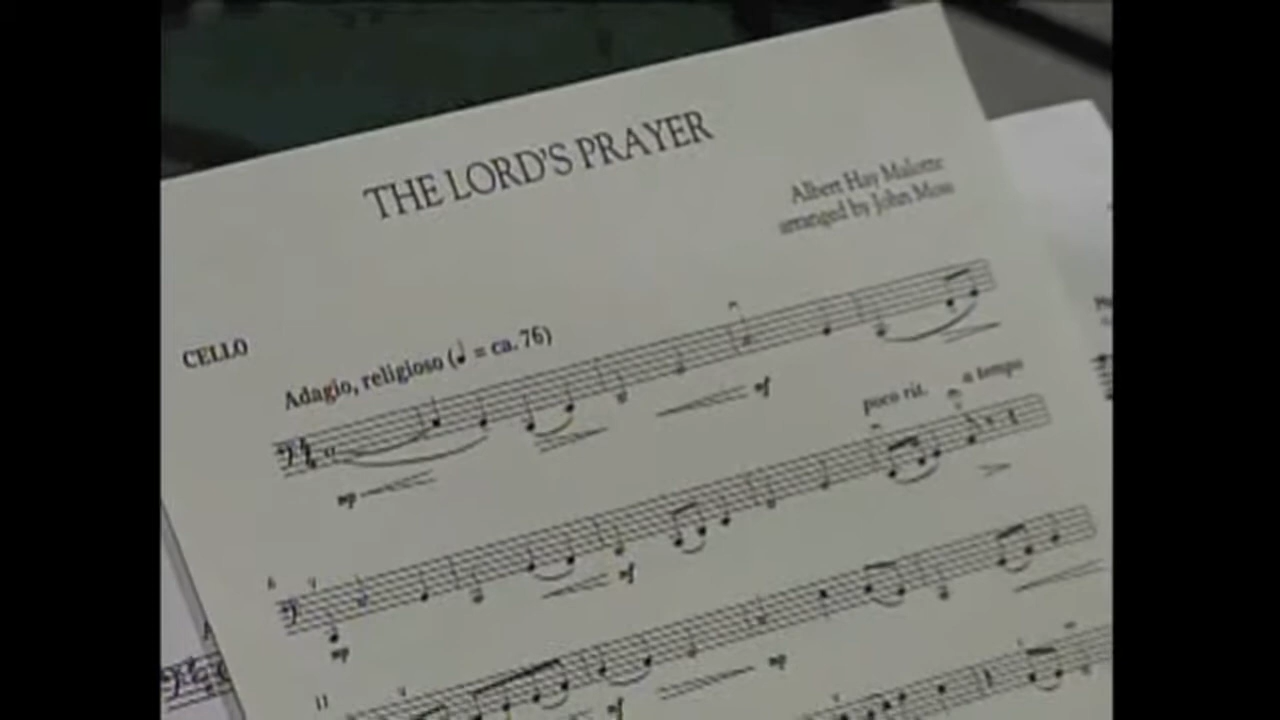 THE LORD'S PRAYER
Albert Hay Malotte
arranged by John Moss
CELLO
Adagio, religioso (♩ = ca. 76)
mp
mf
poco rit.
a tempo
6
mp
mf
11
mf
mp